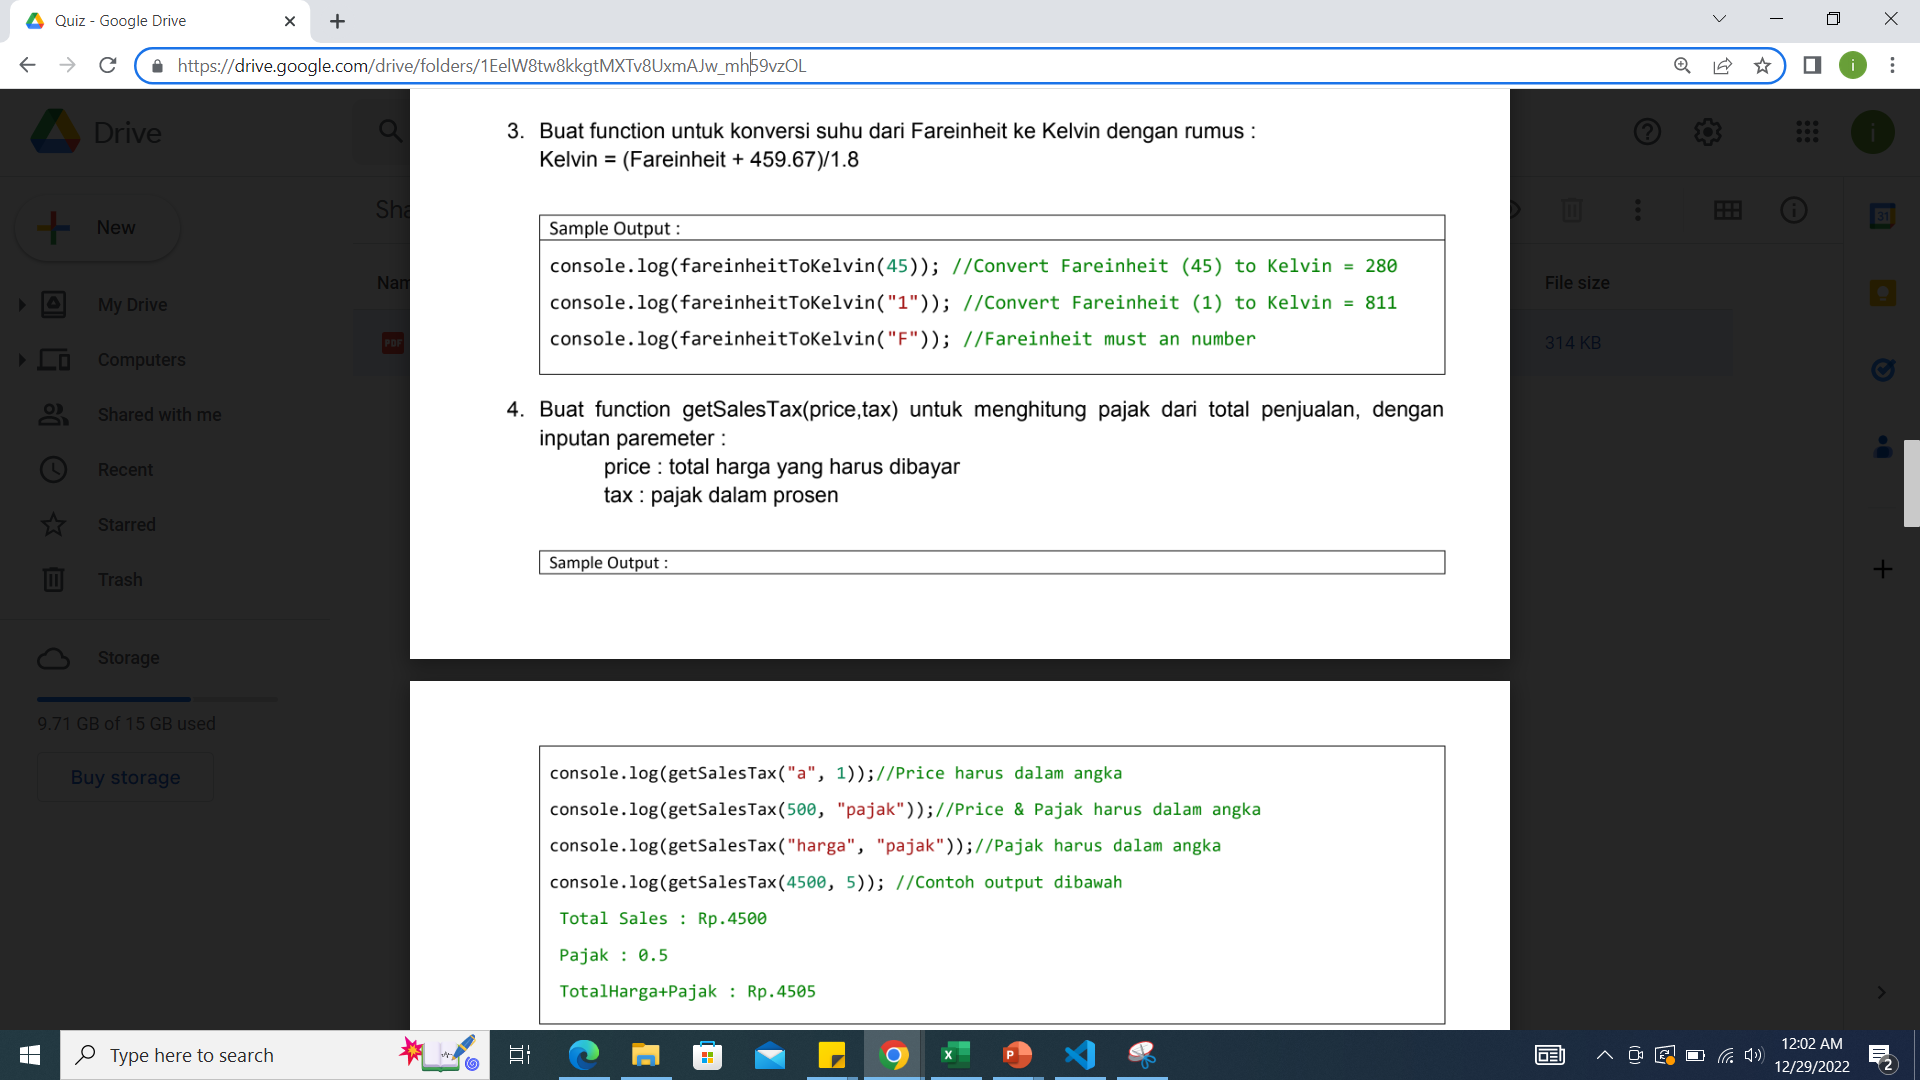 Quiz - Google Drive
https://drive.google.com/drive/folders/1EelW8tw8kkgtMXTv8UxmAJw_mh59vzOL
i
Drive
i
New
Sha
Nam
File size
31
My Drive
PDF
314 KB
Computers
Shared with me
Recent
Starred
Trash
Storage
9.71 GB of 15 GB used
Buy storage
3. Buat function untuk konversi suhu dari Fareinheit ke Kelvin dengan rumus :
Kelvin = (Fareinheit + 459.67)/1.8
Sample Output :
console.log(fareinheitToKelvin(45)); //Convert Fareinheit (45) to Kelvin = 280
console.log(fareinheitToKelvin("1")); //Convert Fareinheit (1) to Kelvin = 811
console.log(fareinheitToKelvin("F")); //Fareinheit must an number
4. Buat function getSalesTax(price,tax) untuk menghitung pajak dari total penjualan, dengan
inputan paremeter :
price : total harga yang harus dibayar
tax : pajak dalam prosen
Sample Output :
console.log(getSalesTax("a", 1));//Price harus dalam angka
console.log(getSalesTax(500, "pajak"));//Price & Pajak harus dalam angka
console.log(getSalesTax("harga", "pajak"));//Pajak harus dalam angka
console.log(getSalesTax(4500, 5)); //Contoh output dibawah
Total Sales : Rp.4500
Pajak : 0.5
TotalHarga+Pajak : Rp.4505
Type here to search
12:02 AM
12/29/2022
2